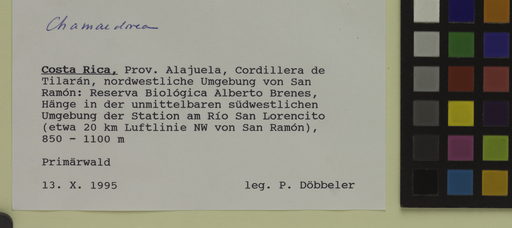 Chamaedorea
Costa Rica, Prov. Alajuela, Cordillera de
Tilarán, nordwestliche Umgebung von San
Ramón: Reserva Biológica Alberto Brenes,
Hänge in der unmittelbaren südwestlichen
Umgebung der Station am Río San Lorencito
(etwa 20 km Luftlinie NW von San Ramón),
850 - 1100 m
Primärwald
13. X. 1995 leg. P. Döbbeler